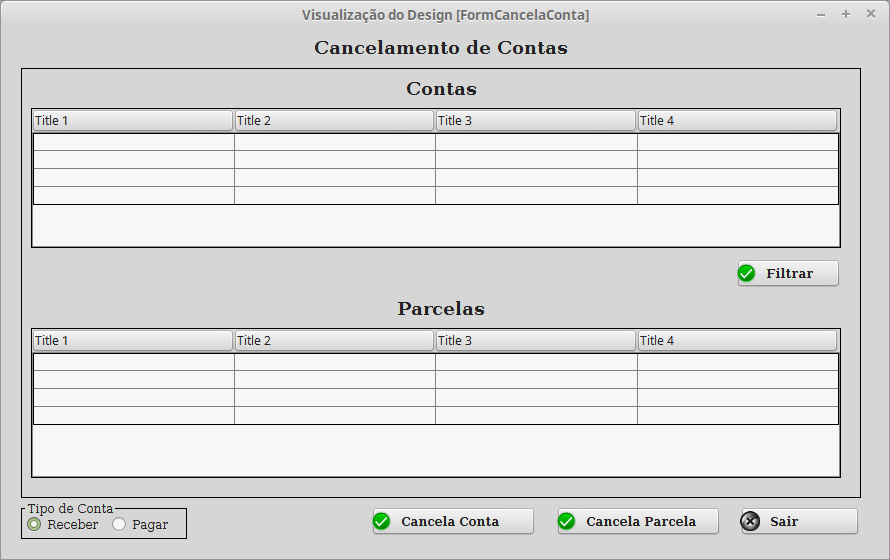 Visualização do Design [FormCancelaConta]
Cancelamento de Contas
Contas
Title 1 Title 2 Title 3 Title 4
Filtrar
Parcelas
Title 1 Title 2 Title 3 Title 4
Tipo de Conta
Receber Pagar Cancela Conta Cancela Parcela Sair